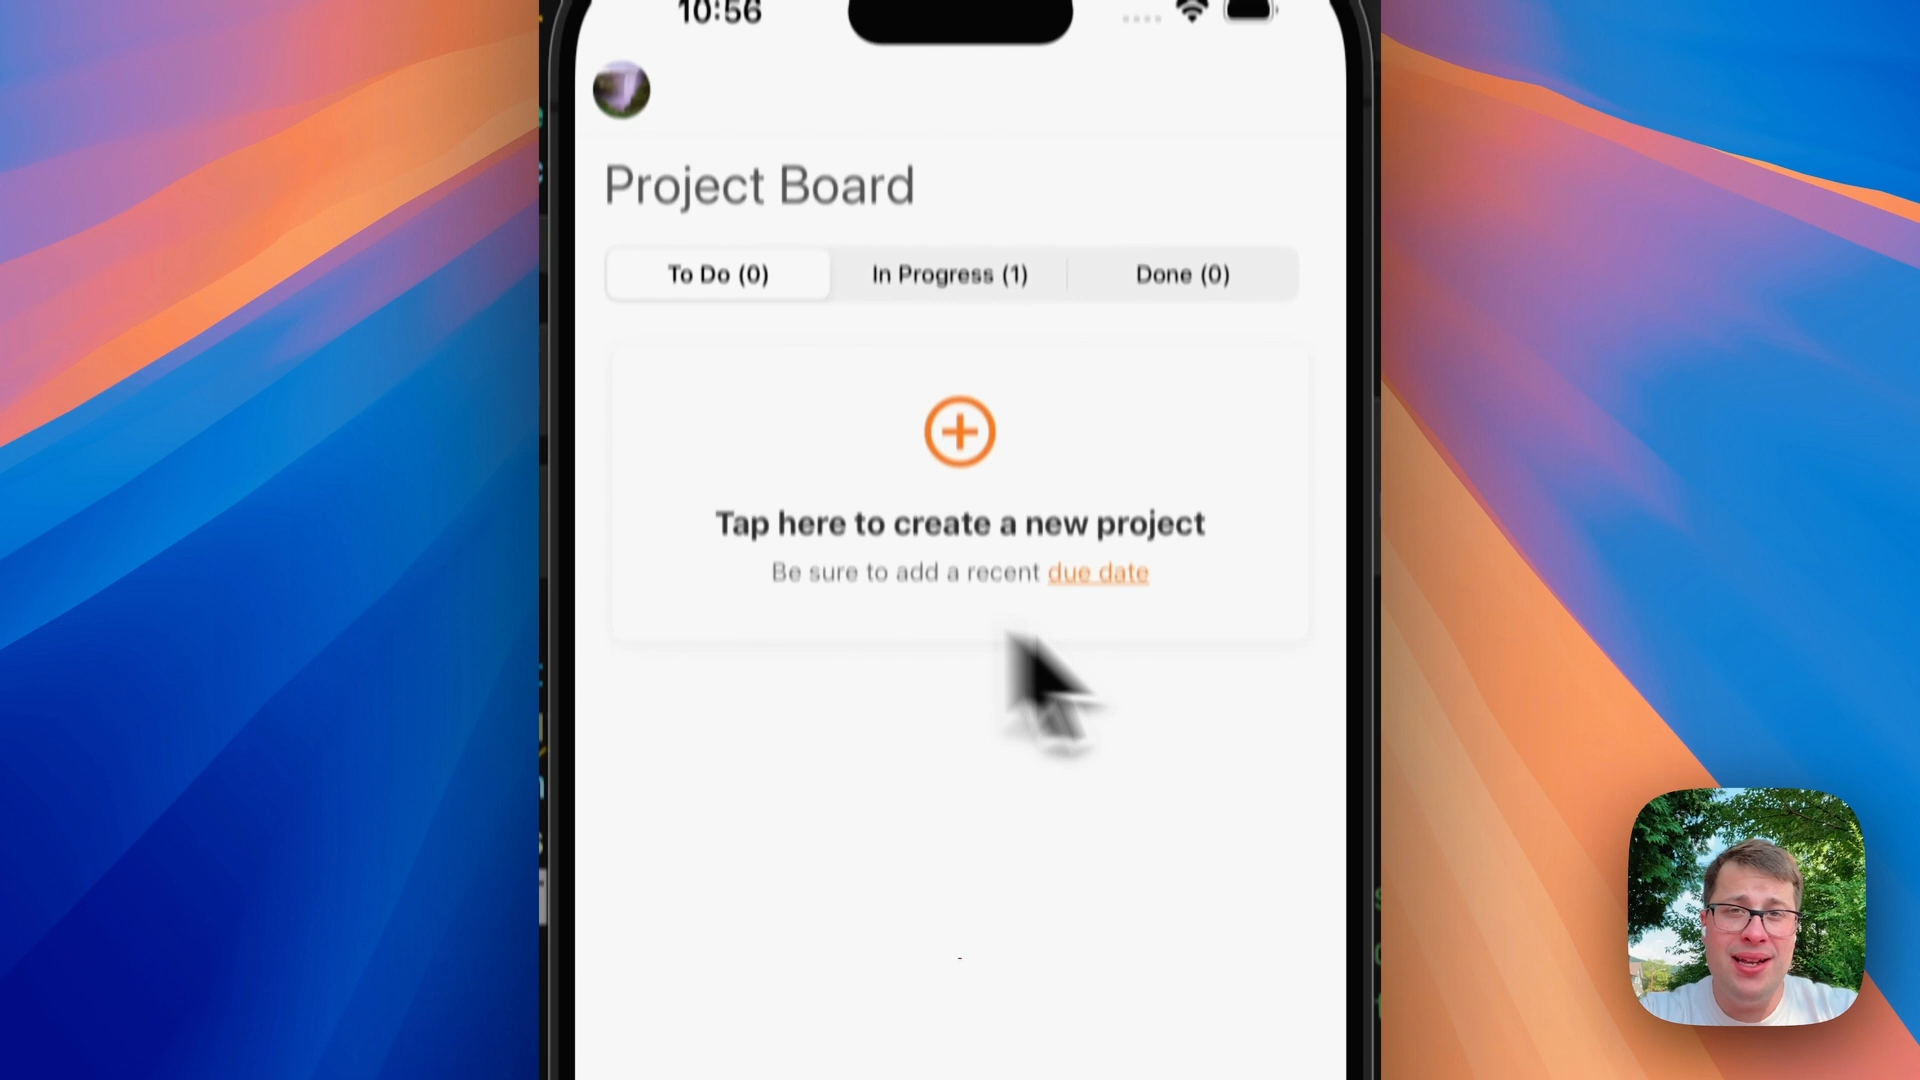 10:56
Project Board
To Do (0)
In Progress (1)
Done (0)
Tap here to create a new project
Be sure to add a recent due date